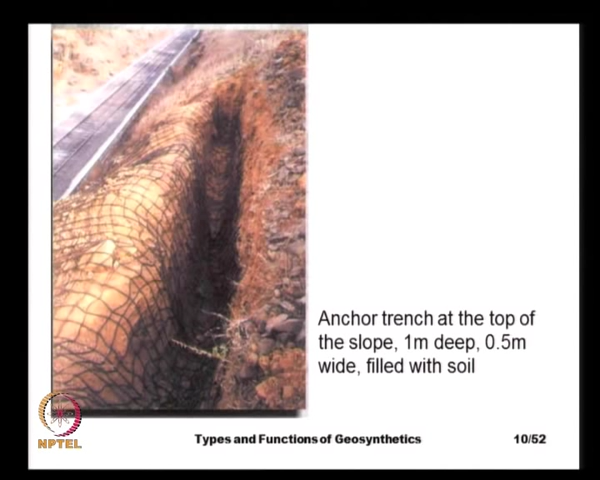 Anchor trench at the top of
the slope, 1m deep, 0.5m
wide, filled with soil
NPTEL
Types and Functions of Geosynthetics
10/52